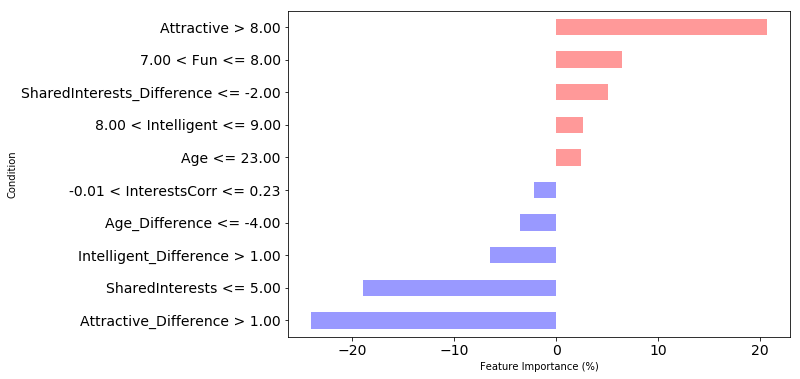 Attractive > 8.00
7.00 < Fun <= 8.00
SharedInterests_Difference <= -2.00
8.00 < Intelligent <= 9.00
Age <= 23.00
-0.01 < InterestsCorr <= 0.23
Age_Difference <= -4.00
Intelligent_Difference > 1.00
SharedInterests <= 5.00
Attractive_Difference > 1.00
Condition
−20 −10 0 10 20
Feature Importance (%)